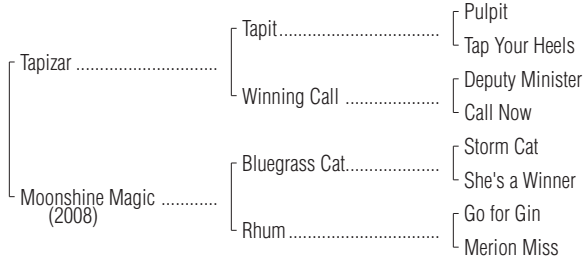 Pulpit
Tapit
Tap Your Heels
Tapizar
Deputy Minister
Winning Call
Call Now
Storm Cat
Bluegrass Cat
She's a Winner
Moonshine Magic
(2008)
Go for Gin
Rhum
Merion Miss